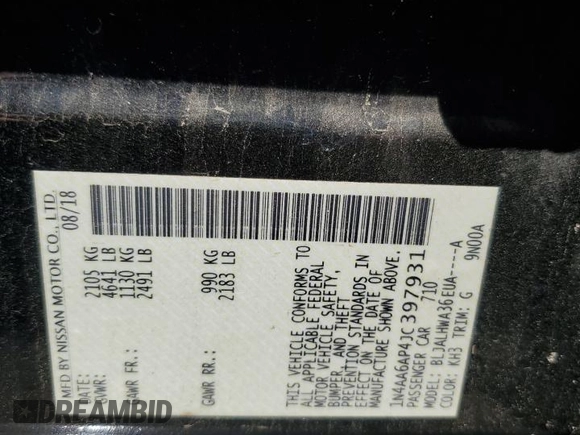 MFD BY NISSAN MOTOR CO., LTD.
08/18
DATE:
GVWR: 2105 KG
4641 LB
GAWR FR.: 1130 KG
2491 LB
GAWR RR.: 990 KG
2183 LB
THIS VEHICLE CONFORMS TO
ALL APPLICABLE FEDERAL
MOTOR VEHICLE SAFETY,
BUMPER, AND THEFT
PREVENTION STANDARDS IN
EFFECT ON THE DATE OF
MANUFACTURE SHOWN ABOVE.
1N4AA6AP4JC397931
PASSENGER CAR 710
MODEL: BLJALHWA36EUA----A
COLOR: KH3 TRIM: G 9N00A
DREAMBID